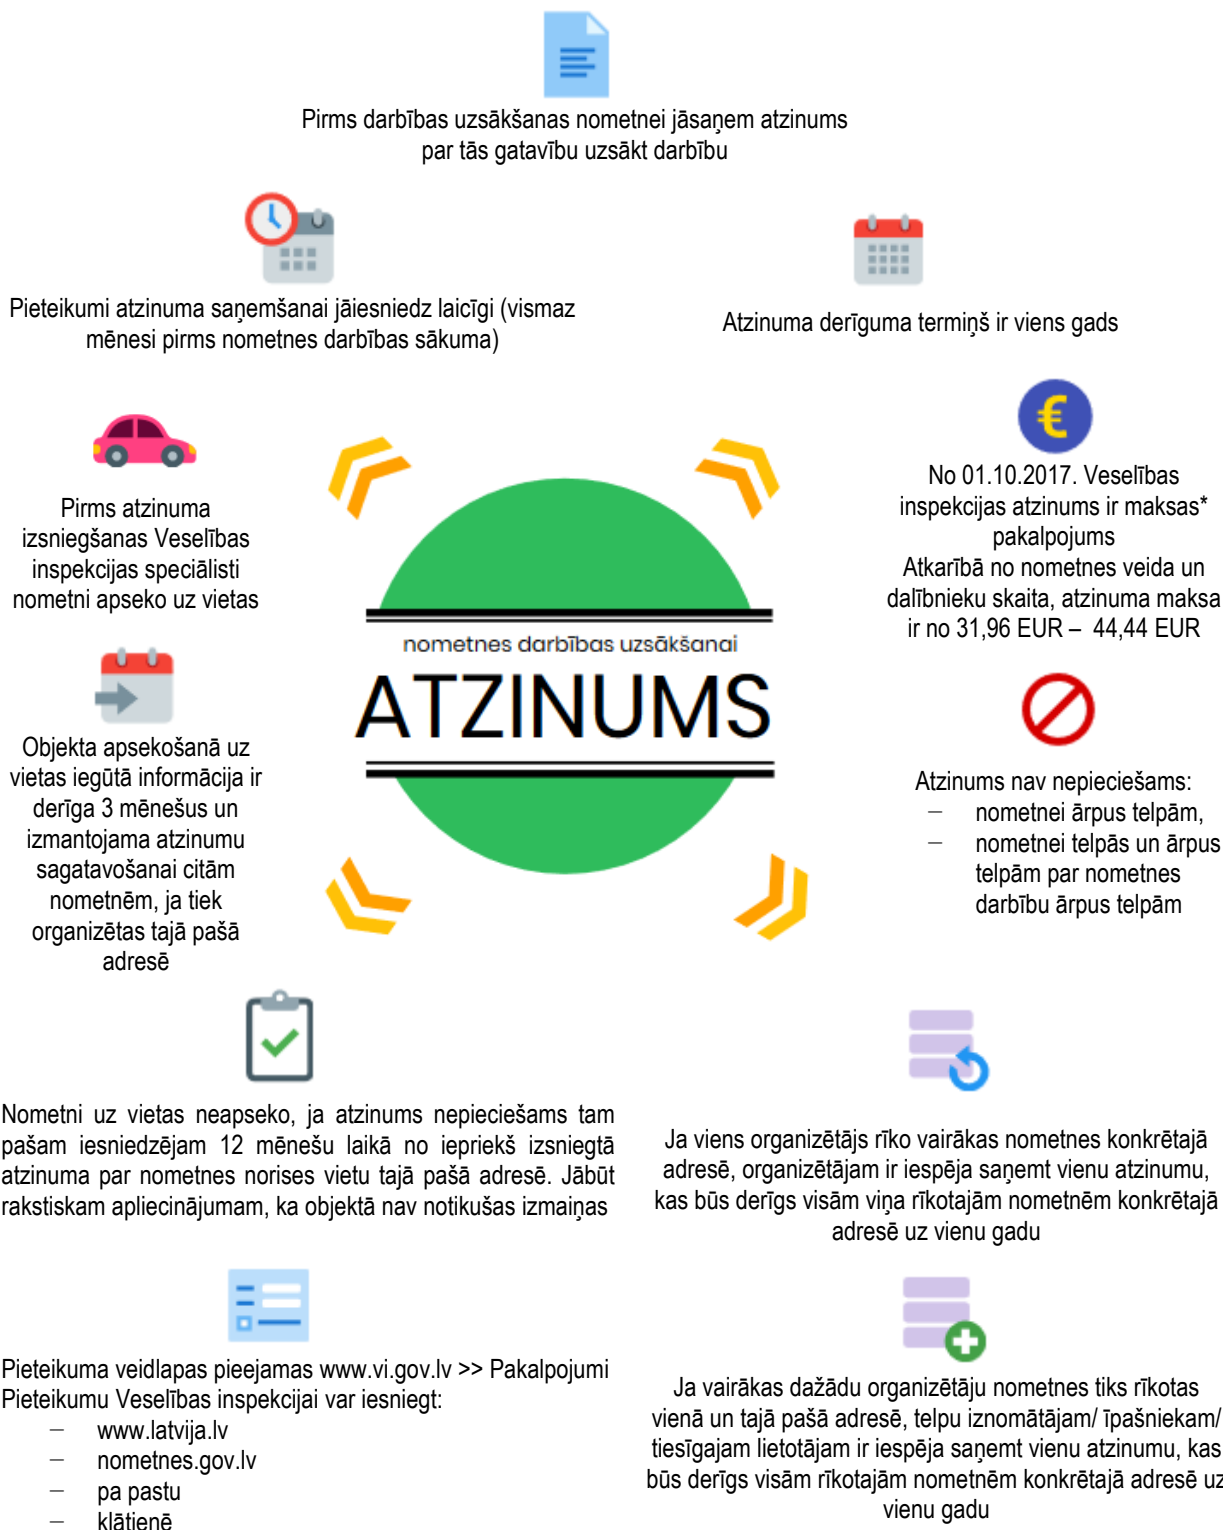 Pirms darbības uzsākšanas nometnei jāsaņem atzinums
par tās gatavību uzsākt darbību
Pieteikumi atzinuma saņemšanai jāiesniedz laicīgi (vismaz
mēnesi pirms nometnes darbības sākuma)
Atzinuma derīguma termiņš ir viens gads
Pirms atzinuma
izsniegšanas Veselības
inspekcijas speciālisti
nometni apseko uz vietas
€
No 01.10.2017. Veselības
inspekcijas atzinums ir maksas*
pakalpojums
Atkarībā no nometnes veida un
dalībnieku skaita, atzinuma maksa
ir no 31,96 EUR – 44,44 EUR
nometnes darbības uzsākšanai
ATZINUMS
Objekta apsekošanā uz
vietas iegūtā informācija ir
derīga 3 mēnešus un
izmantojama atzinumu
sagatavošanai citām
nometnēm, ja tiek
organizētas tajā pašā
adresē
Atzinums nav nepieciešams:
– nometnei ārpus telpām,
– nometnei telpās un ārpus
telpām par nometnes
darbību ārpus telpām
Nometni uz vietas neapseko, ja atzinums nepieciešams tam
pašam iesniedzējam 12 mēnešu laikā no iepriekš izsniegtā
atzinuma par nometnes norises vietu tajā pašā adresē. Jābūt
rakstiskam apliecinājumam, ka objektā nav notikušas izmaiņas
Ja viens organizētājs rīko vairākas nometnes konkrētajā
adresē, organizētājam ir iespēja saņemt vienu atzinumu,
kas būs derīgs visām viņa rīkotajām nometnēm konkrētajā
adresē uz vienu gadu
Pieteikuma veidlapas pieejamas www.vi.gov.lv >> Pakalpojumi
Pieteikumu Veselības inspekcijai var iesniegt:
– www.latvija.lv
– nometnes.gov.lv
– pa pastu
– klātienē
Ja vairākas dažādu organizētāju nometnes tiks rīkotas
vienā un tajā pašā adresē, telpu iznomātājam/ īpašniekam/
tiesīgajam lietotājam ir iespēja saņemt vienu atzinumu, kas
būs derīgs visām rīkotajām nometnēm konkrētajā adresē uz
vienu gadu